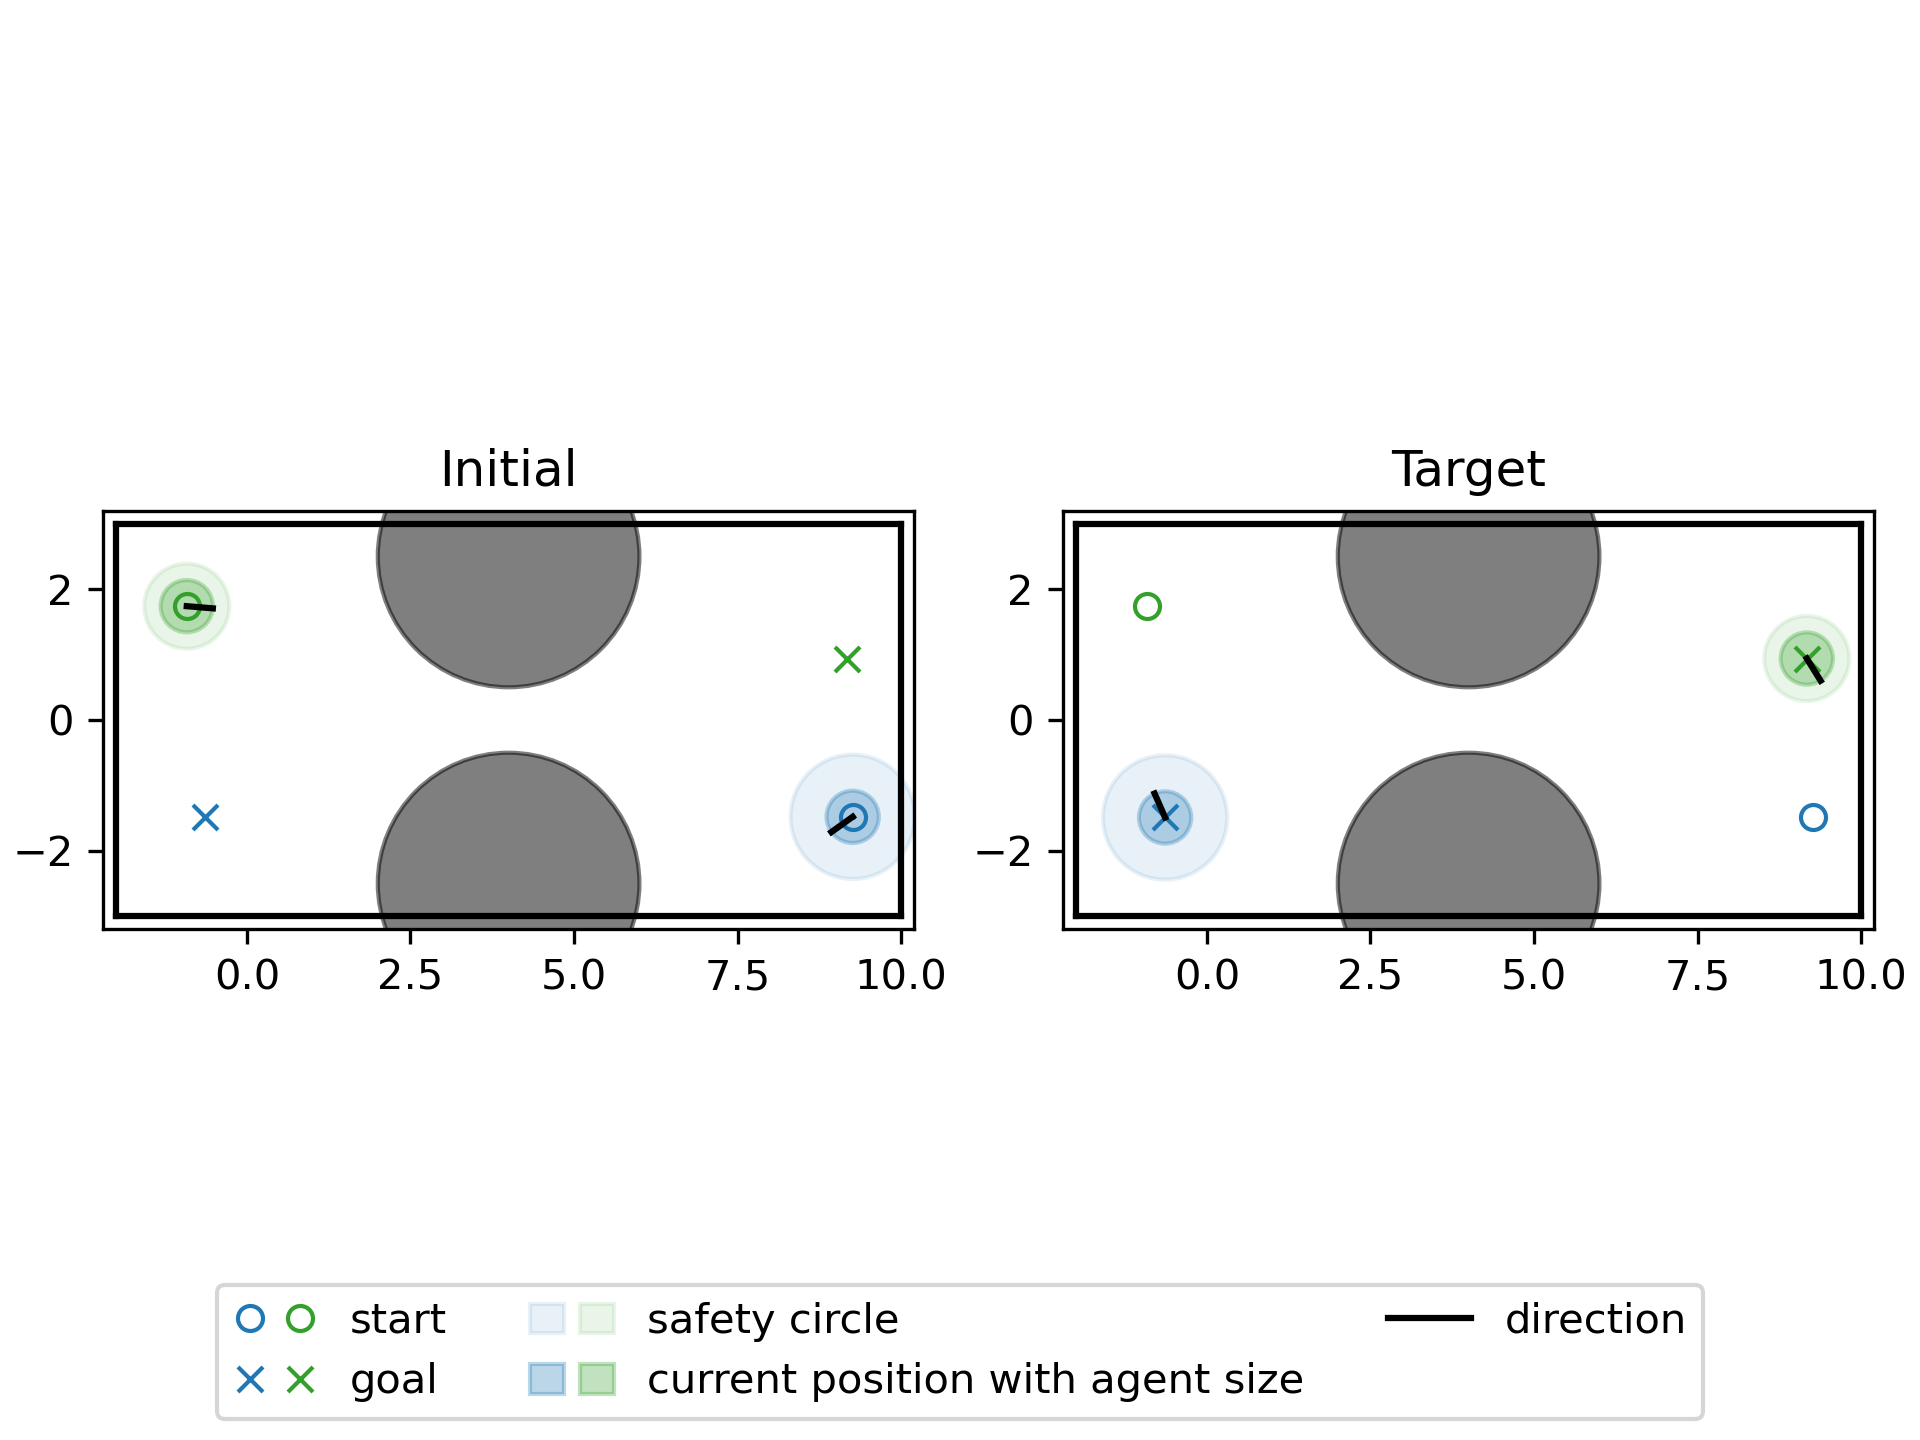 Initial
Target
2
0
−2
0.0 2.5 5.0 7.5 10.0
2
0
−2
0.0 2.5 5.0 7.5 10.0
start
goal
safety circle
current position with agent size
direction